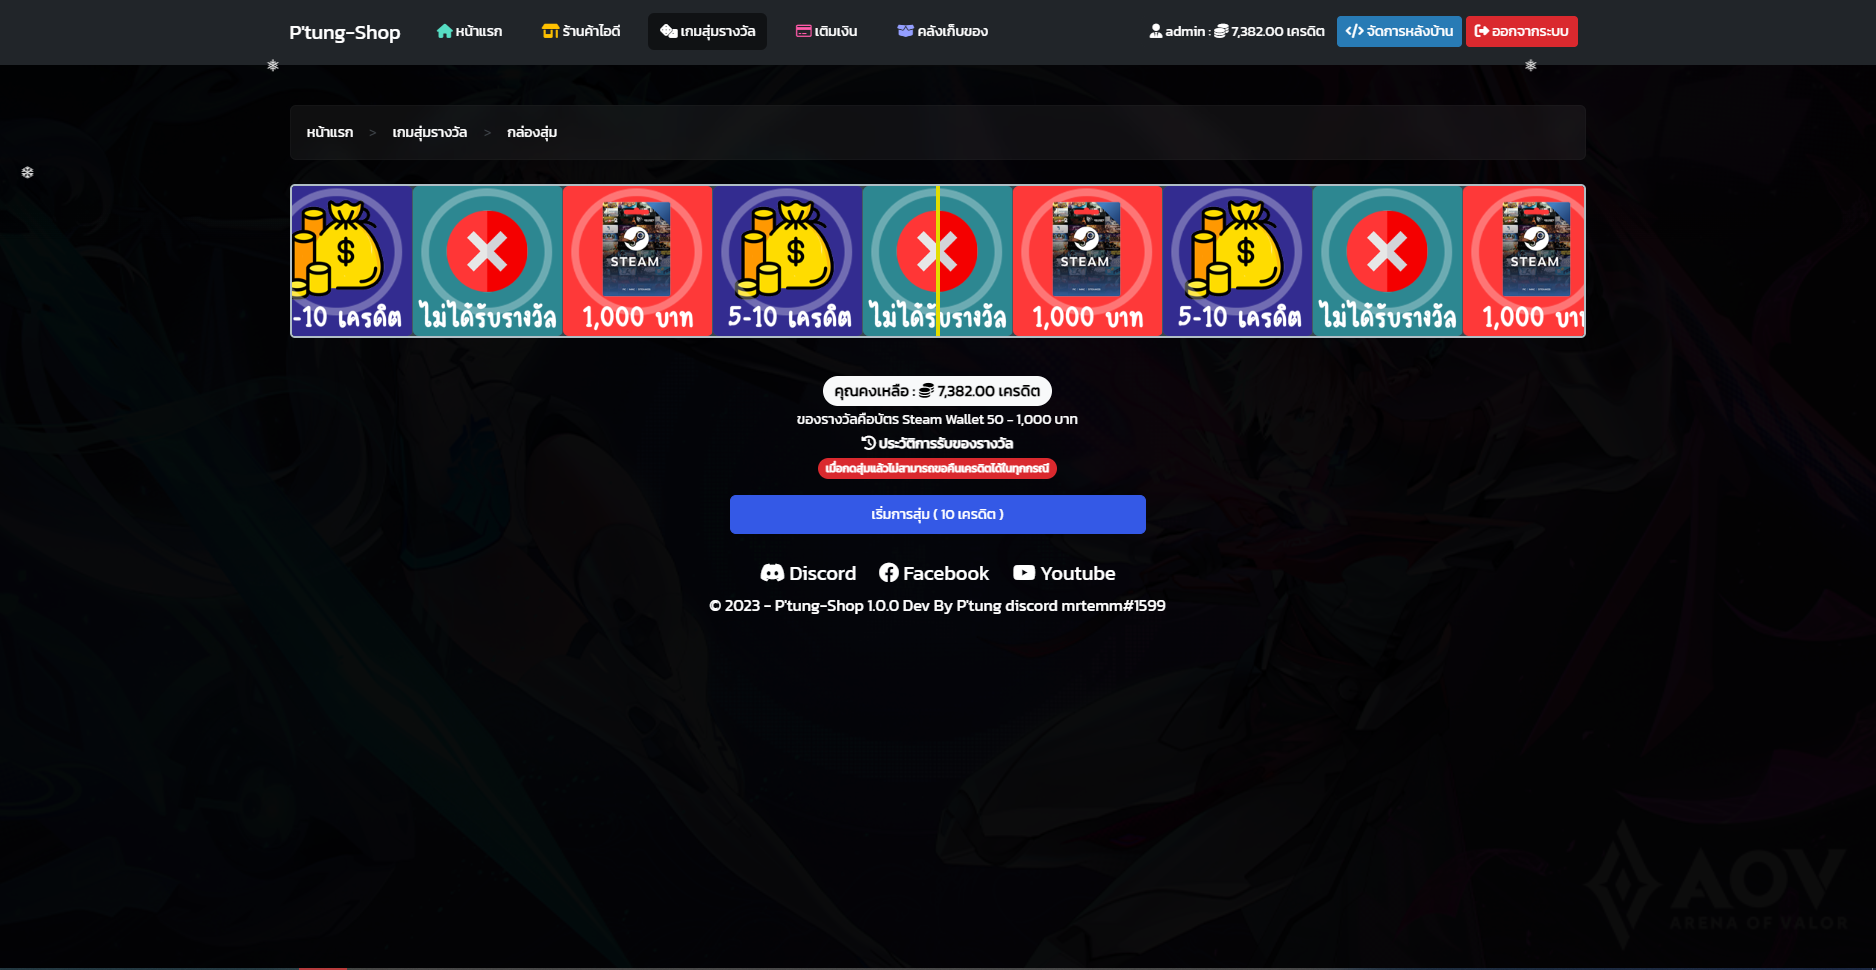 P'tung-Shop หน้าแรก ร้านค้าไอดี เกมสุ่มรางวัล เติมเงิน คลังเก็บของ admin : 7,382.00 เครดิต จัดการหลังบ้าน ออกจากระบบ
หน้าแรก > เกมสุ่มรางวัล > กล่องสุ่ม
STEAM STEAM STEAM
-10 เครดิต ไม่ได้รับรางวัล 1,000 บาท 5-10 เครดิต ไม่ได้รับรางวัล 1,000 บาท 5-10 เครดิต ไม่ได้รับรางวัล 1,000 บาท
คุณคงเหลือ : 7,382.00 เครดิต
ของรางวัลคือบัตร Steam Wallet 50 - 1,000 บาท
ประวัติการรับของรางวัล
เมื่อกดสุ่มแล้วไม่สามารถขอคืนเครดิตได้ในทุกกรณี
เริ่มการสุ่ม ( 10 เครดิต )
Discord Facebook Youtube
© 2023 - P'tung-Shop 1.0.0 Dev By P'tung discord mrtemm#1599
AOV
ARENA OF VALOR